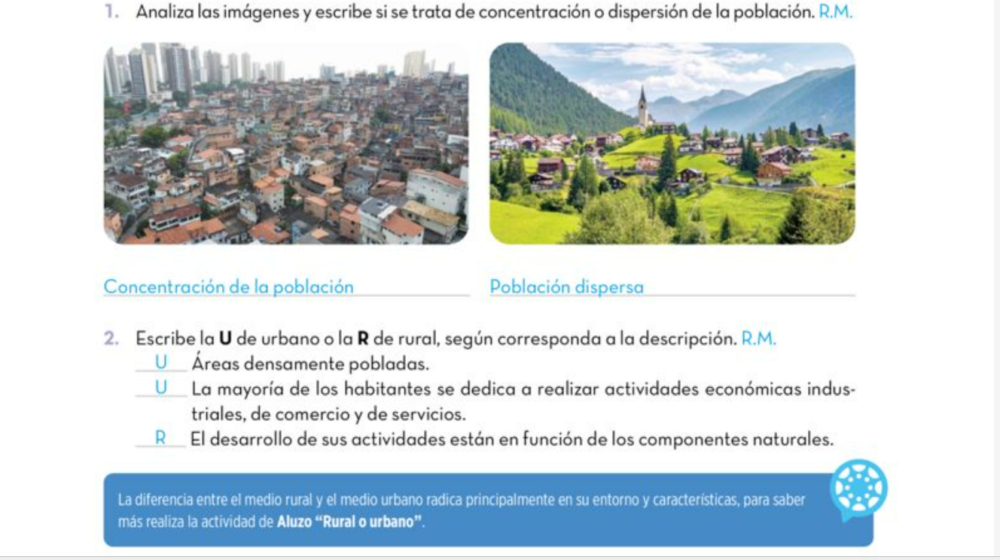 1. Analiza las imágenes y escribe si se trata de concentración o dispersión de la población. R.M.
Concentración de la población
Población dispersa
2. Escribe la U de urbano o la R de rural, según corresponda a la descripción. R.M.
U Áreas densamente pobladas.
U La mayoría de los habitantes se dedica a realizar actividades económicas indus-
triales, de comercio y de servicios.
R El desarrollo de sus actividades están en función de los componentes naturales.
La diferencia entre el medio rural y el medio urbano radica principalmente en su entorno y características, para saber
más realiza la actividad de Aluzo “Rural o urbano”.